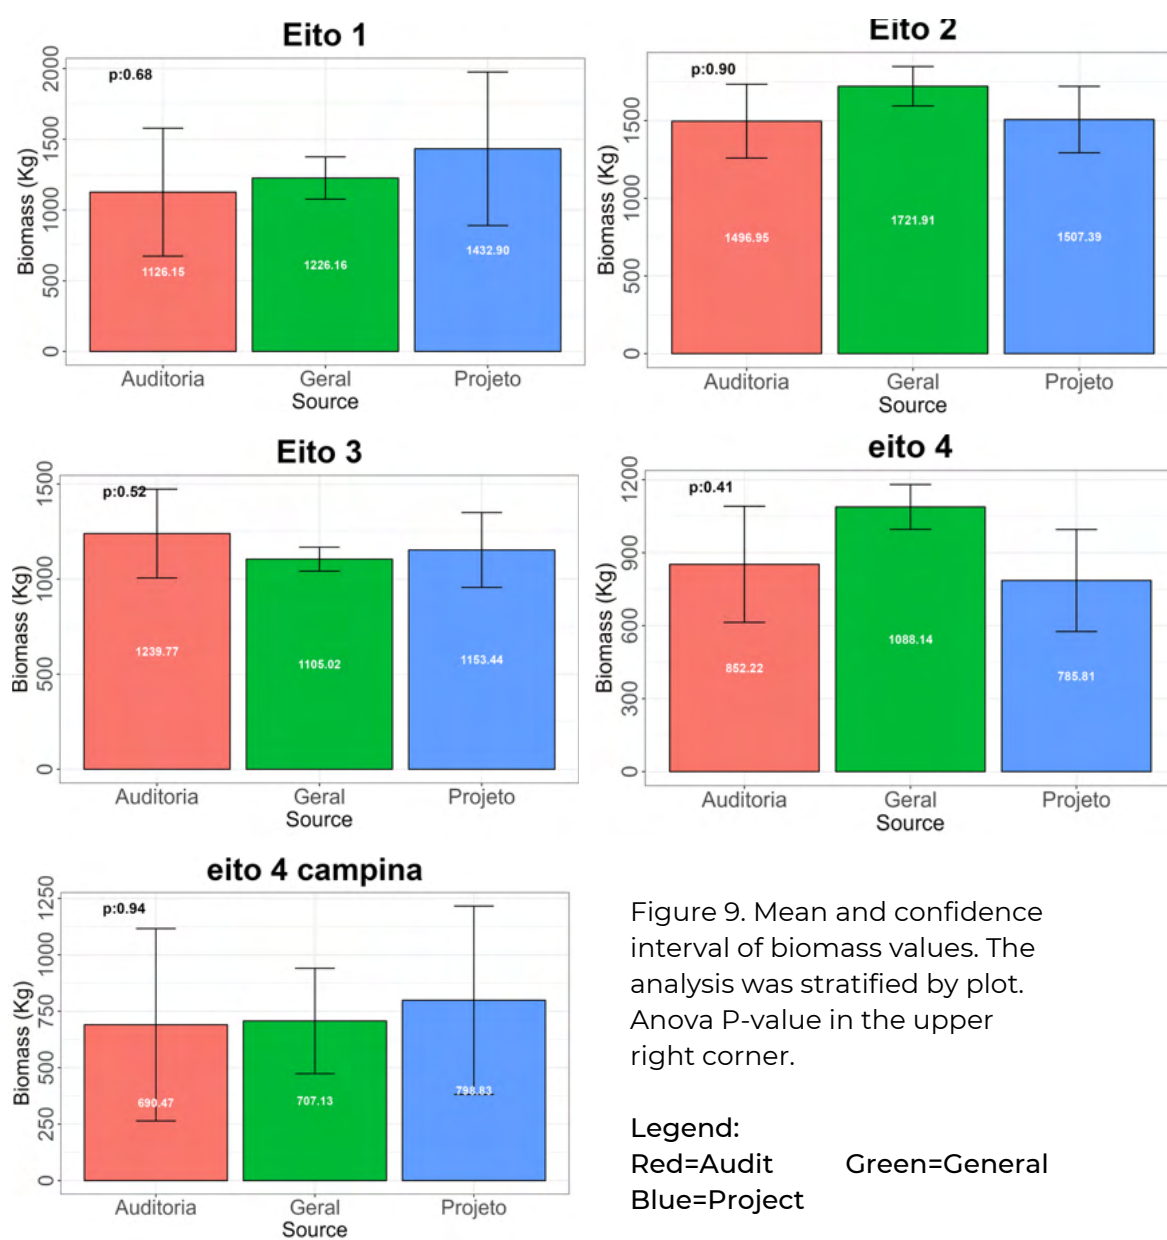 Eito 1
p:0.68
Biomass (Kg)
2000
1500
1000
500
0
1126.15
1226.16
1432.90
Auditoria Geral Projeto
Source
Eito 2
p:0.90
Biomass (Kg)
1500
1000
500
0
1496.95
1721.91
1507.39
Auditoria Geral Projeto
Source
Eito 3
p:0.52
Biomass (Kg)
1500
1000
500
0
1239.77
1105.02
1153.44
Auditoria Geral Projeto
Source
eito 4
p:0.41
Biomass (Kg)
1200
900
600
300
0
852.22
1088.14
785.81
Auditoria Geral Projeto
Source
eito 4 campina
p:0.94
Biomass (Kg)
1250
1000
750
500
250
0
690.47
707.13
798.83
Auditoria Geral Projeto
Source
Figure 9. Mean and confidence
interval of biomass values. The
analysis was stratified by plot.
Anova P-value in the upper
right corner.
Legend:
Red=Audit Green=General
Blue=Project